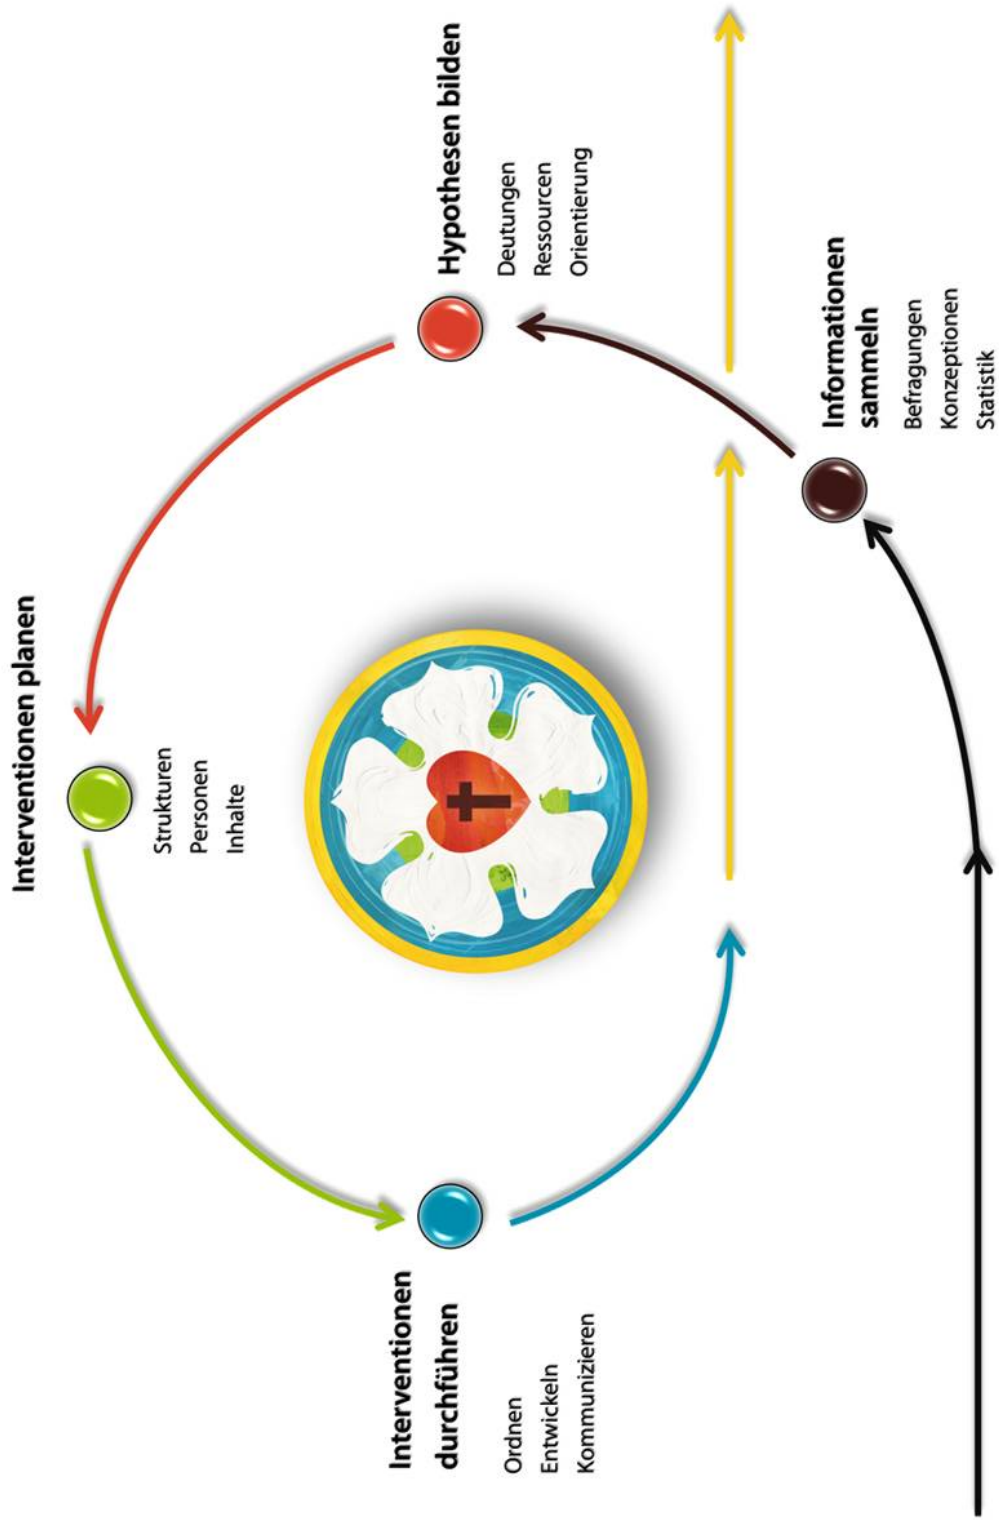 Interventionen planen
Strukturen
Personen
Inhalte
Hypothesen bilden
Deutungen
Ressourcen
Orientierung
Interventionen
durchführen
Ordnen
Entwickeln
Kommunizieren
Informationen
sammeln
Befragungen
Konzeptionen
Statistik